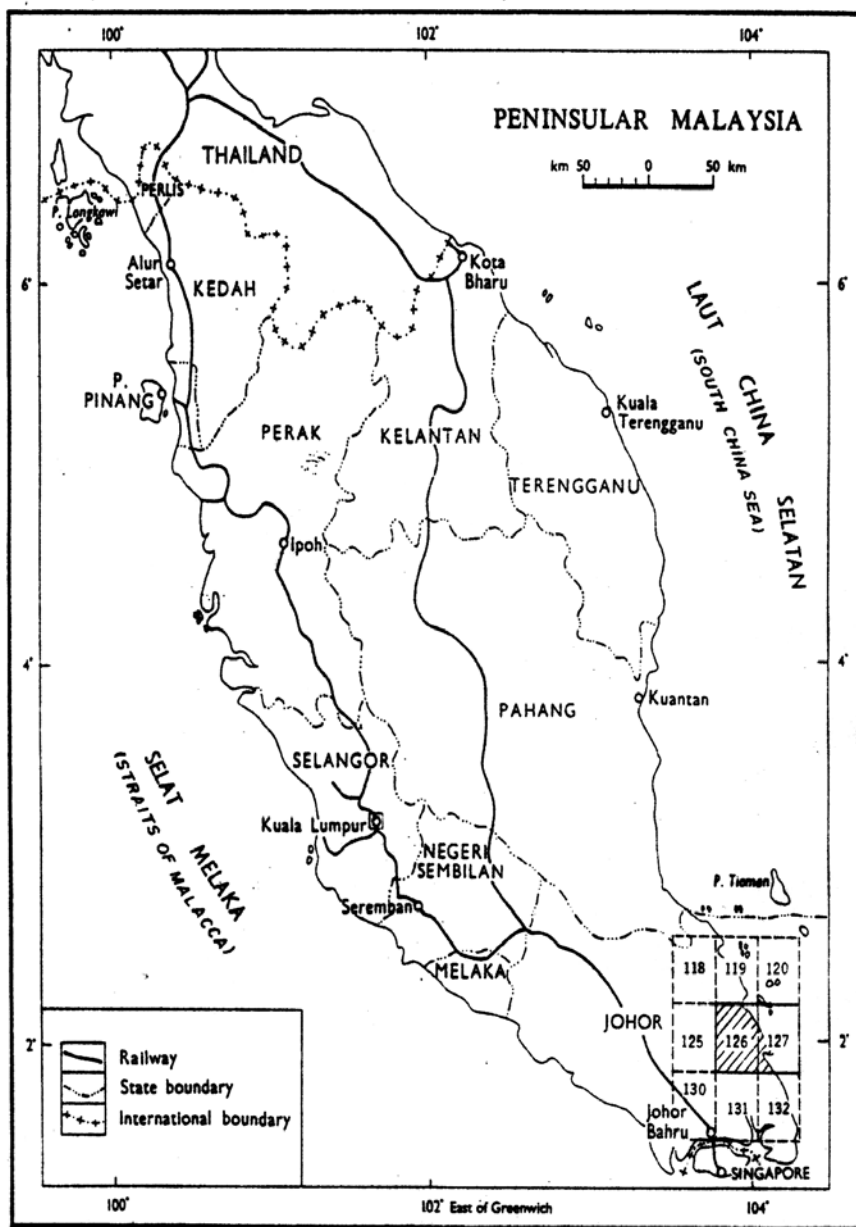 100°
102°
104°
PENINSULAR MALAYSIA
km 50 0 50 km
THAILAND
PERLIS
P. Langkawi
Alur
Setar
KEDAH
Kota
Bharu
6°
6°
LAUT CHINA SELATAN
(SOUTH CHINA SEA)
P.
PINANG
PERAK
KELANTAN
Kuala
Terengganu
TERENGGANU
Ipoh
4°
4°
PAHANG
Kuantan
SELANGOR
SELAT MELAKA
(STRAITS OF MALACCA)
Kuala Lumpur
NEGERI
SEMBILAN
P. Tioman
Seremban
MELAKA
118 119 120
JOHOR
125 126 127
2°
2°
130
131 132
Johor
Bahru
SINGAPORE
Railway
State boundary
International boundary
100°
102° East of Greenwich
104°